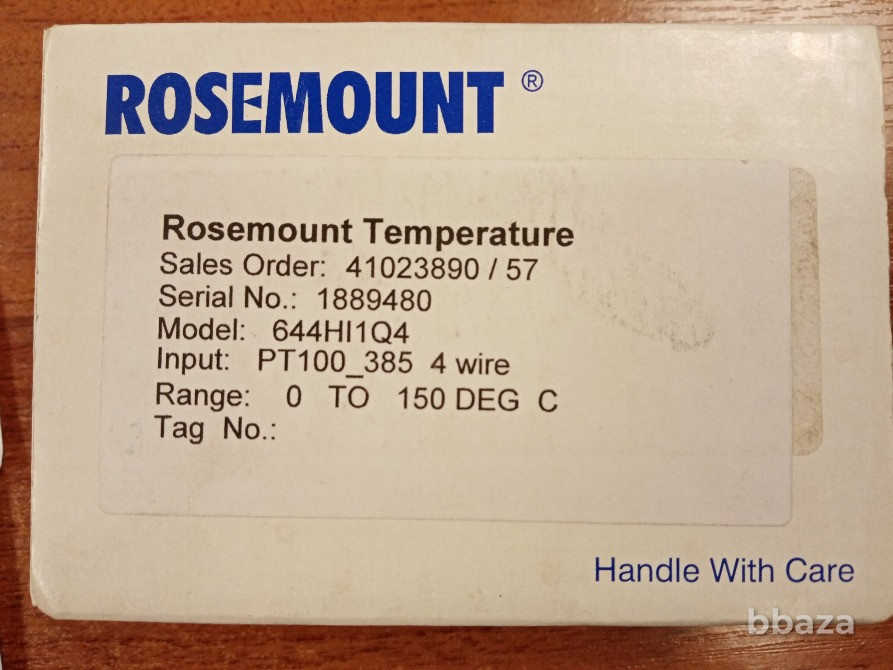 ROSEMOUNT ®
Rosemount Temperature
Sales Order: 41023890 / 57
Serial No.: 1889480
Model: 644HI1Q4
Input: PT100_385 4 wire
Range: 0 TO 150 DEG C
Tag No.:
Handle With Care
bbaza